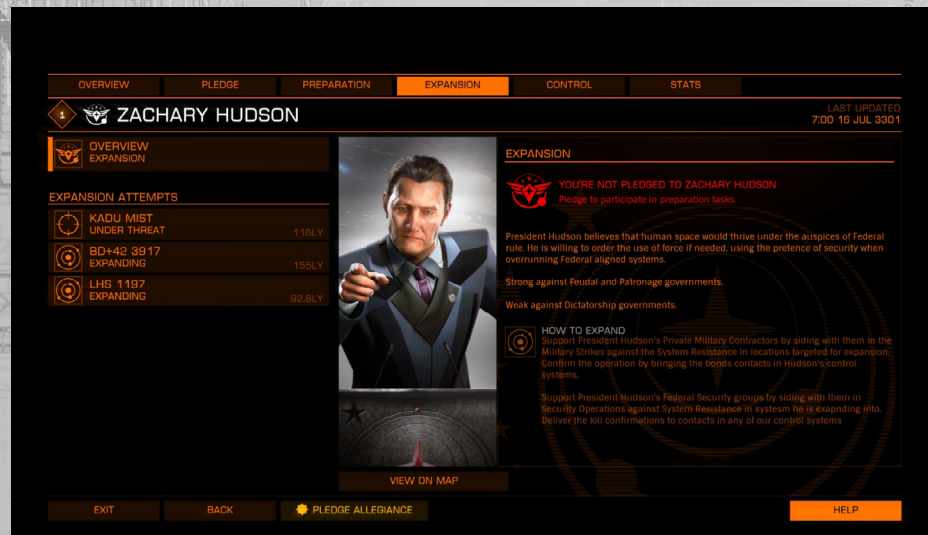 OVERVIEW PLEDGE PREPARATION EXPANSION CONTROL STATS
1 ZACHARY HUDSON
LAST UPDATED
7:00 16 JUL 3301
OVERVIEW
EXPANSION
EXPANSION ATTEMPTS
KADU MIST
UNDER THREAT 116LY
BD+42 3917
EXPANDING 155LY
LHS 1197
EXPANDING 92.8LY
EXPANSION
YOU'RE NOT PLEDGED TO ZACHARY HUDSON
Pledge to participate in preparation tasks.
President Hudson believes that human space would thrive under the auspices of Federal
rule. He is willing to order the use of force if needed, using the pretence of security when
overrunning Federal aligned systems.
Strong against Feudal and Patronage governments.
Weak against Dictatorship governments.
HOW TO EXPAND
Support President Hudson's Private Military Contractors by siding with them in the
Military Strikes against the System Resistance in locations targeted for expansion.
Confirm the operation by bringing the bonds contacts in Hudson's control
systems.
Support President Hudson's Federal Security groups by siding with them in
Security Operations against System Resistance in systesm he is exapnding into.
Deliver the kill confirmations to contacts in any of our control systems
VIEW ON MAP
EXIT BACK PLEDGE ALLEGIANCE HELP